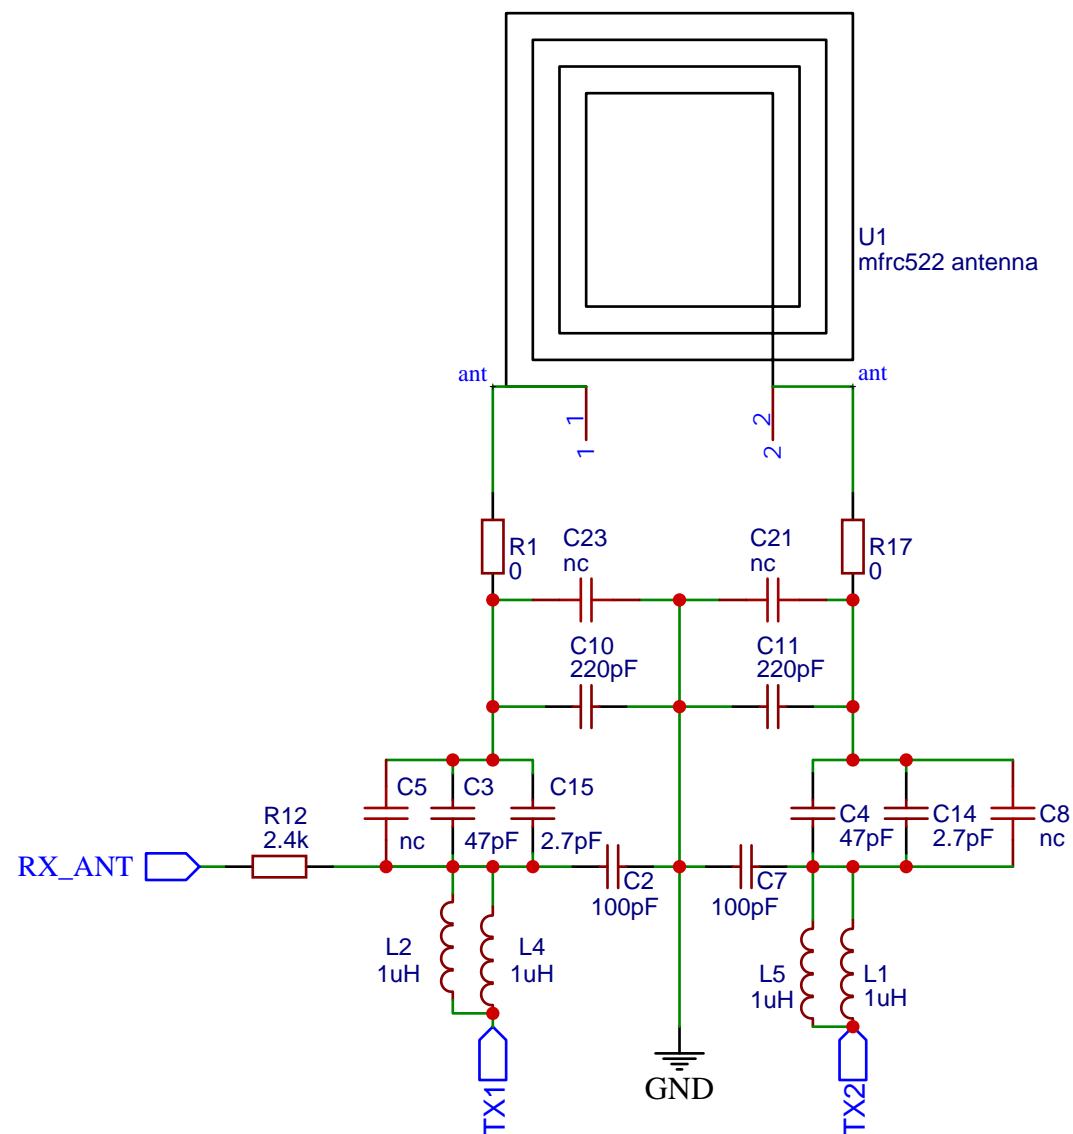 U1
mfrc522 antenna
ant
ant
1
2
1
2
R1
0
C23
nc
C21
nc
R17
0
C10
220pF
C11
220pF
C5
nc
C3
47pF
C15
2.7pF
C4
47pF
C14
2.7pF
C8
nc
R12
2.4k
RX_ANT
C2
100pF
C7
100pF
L2
1uH
L4
1uH
L5
1uH
L1
1uH
TX1
GND
TX2